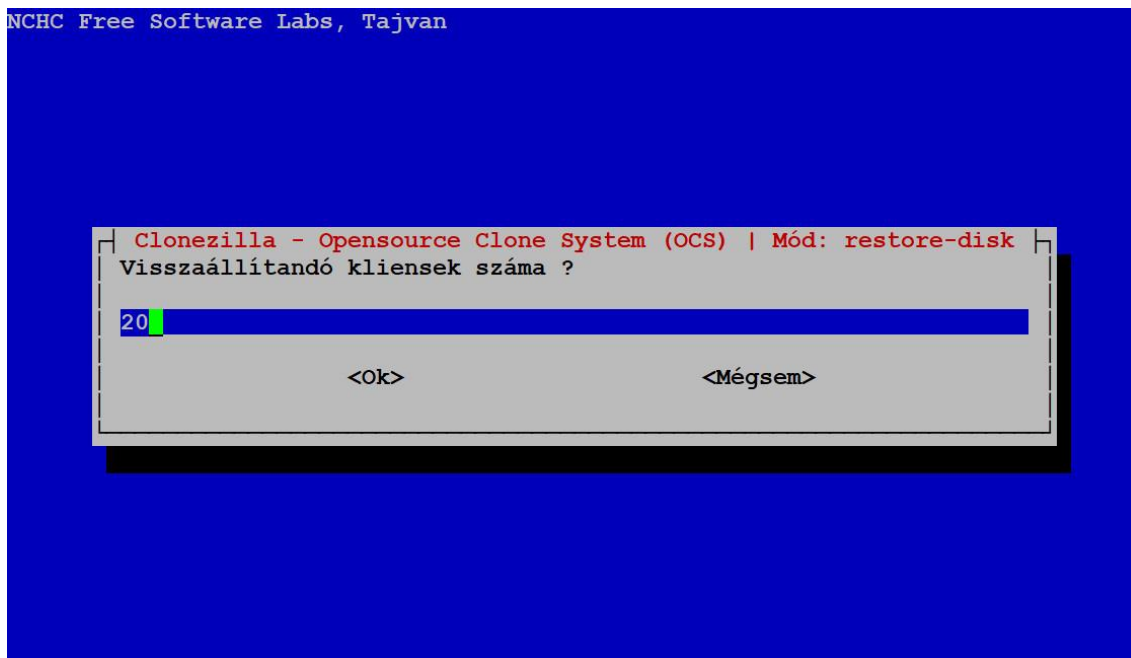 NCHC Free Software Labs, Tajvan
Clonezilla - Opensource Clone System (OCS) | Mód: restore-disk
Visszaállítandó kliensek száma ?
20
<Ok> <Mégsem>